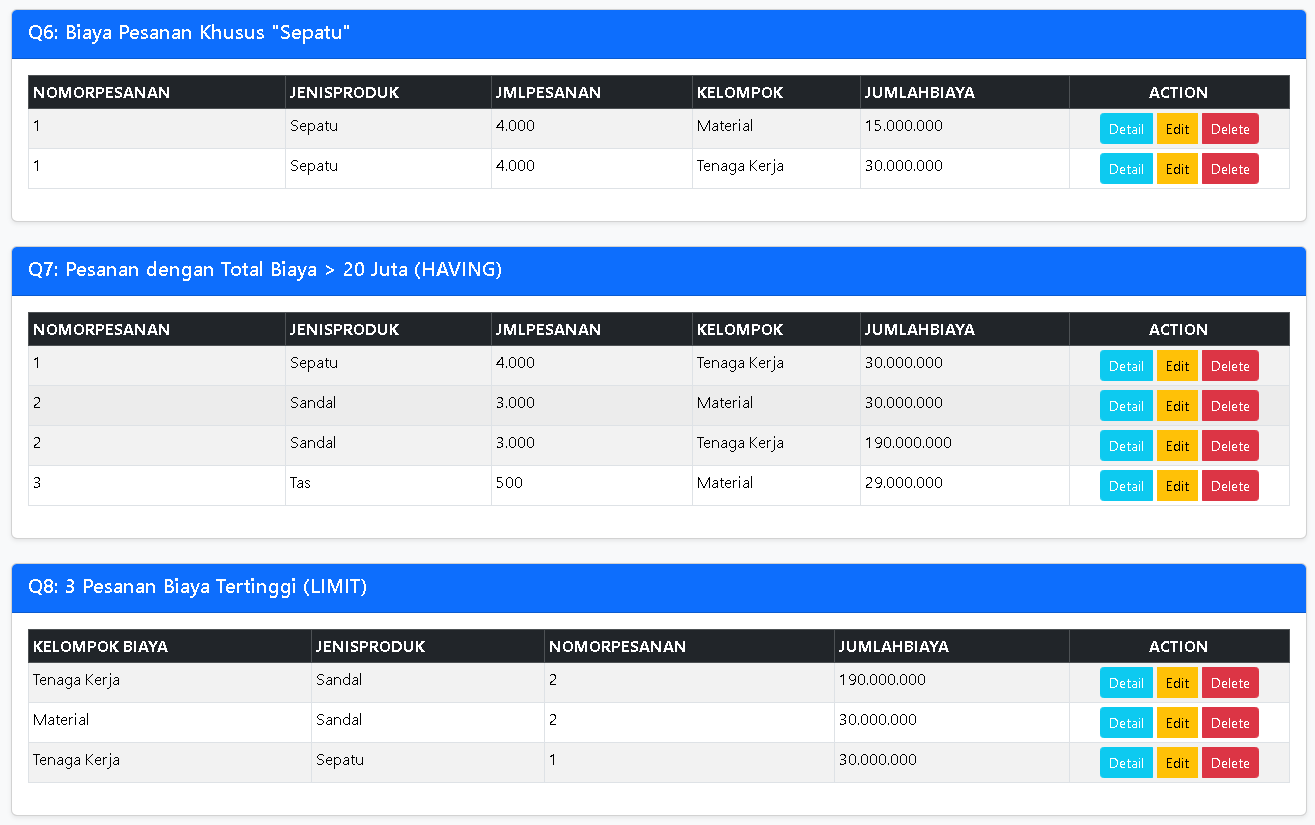 Q6: Biaya Pesanan Khusus "Sepatu"
NOMORPESANAN JENISPRODUK JMLPESANAN KELOMPOK JUMLAHBIAYA ACTION
1 Sepatu 4.000 Material 15.000.000 Detail Edit Delete
1 Sepatu 4.000 Tenaga Kerja 30.000.000 Detail Edit Delete
Q7: Pesanan dengan Total Biaya > 20 Juta (HAVING)
NOMORPESANAN JENISPRODUK JMLPESANAN KELOMPOK JUMLAHBIAYA ACTION
1 Sepatu 4.000 Tenaga Kerja 30.000.000 Detail Edit Delete
2 Sandal 3.000 Material 30.000.000 Detail Edit Delete
2 Sandal 3.000 Tenaga Kerja 190.000.000 Detail Edit Delete
3 Tas 500 Material 29.000.000 Detail Edit Delete
Q8: 3 Pesanan Biaya Tertinggi (LIMIT)
KELOMPOK BIAYA JENISPRODUK NOMORPESANAN JUMLAHBIAYA ACTION
Tenaga Kerja Sandal 2 190.000.000 Detail Edit Delete
Material Sandal 2 30.000.000 Detail Edit Delete
Tenaga Kerja Sepatu 1 30.000.000 Detail Edit Delete